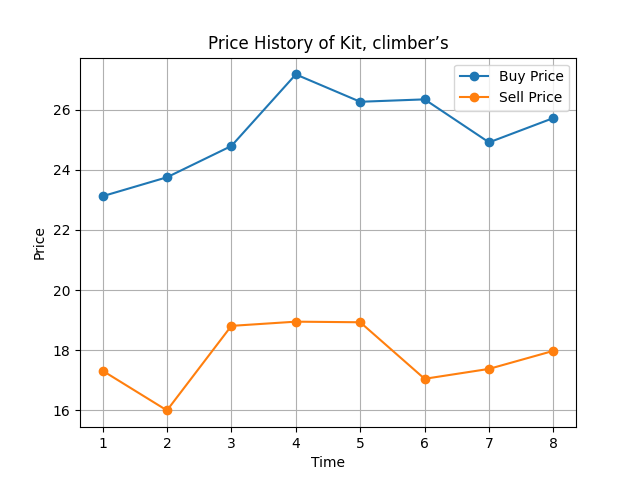 Price History of Kit, climber’s
Buy Price
Sell Price
26
24
22
20
18
16
Price
1 2 3 4 5 6 7 8
Time